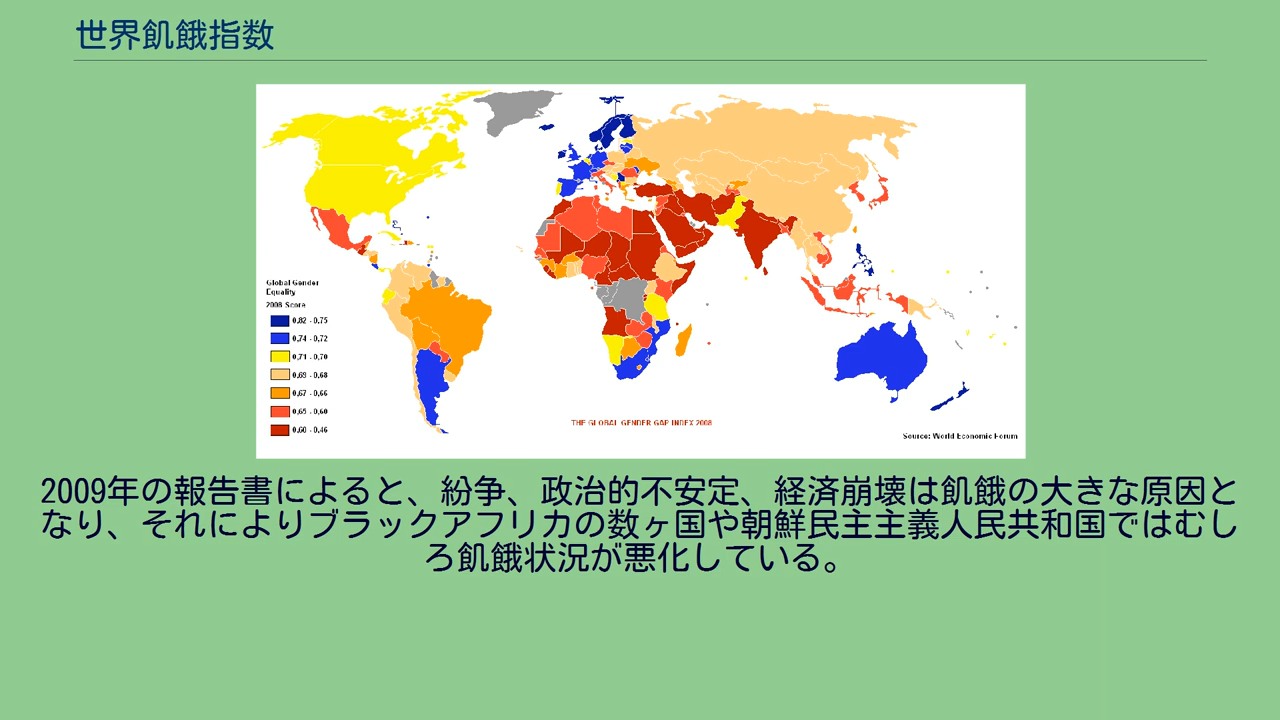 世界飢餓指数
Global Gender
Equality
2008 Score
0,82 - 0,75
0,74 - 0,72
0,71 - 0,70
0,69 - 0,68
0,67 - 0,66
0,65 - 0,60
0,60 - 0,46
THE GLOBAL GENDER GAP INDEX 2008
Source: World Economic Forum
2009年の報告書によると、紛争、政治的不安定、経済崩壊は飢餓の大きな原因と
なり、それによりブラックアフリカの数ヶ国や朝鮮民主主義人民共和国ではむし
ろ飢餓状況が悪化している。